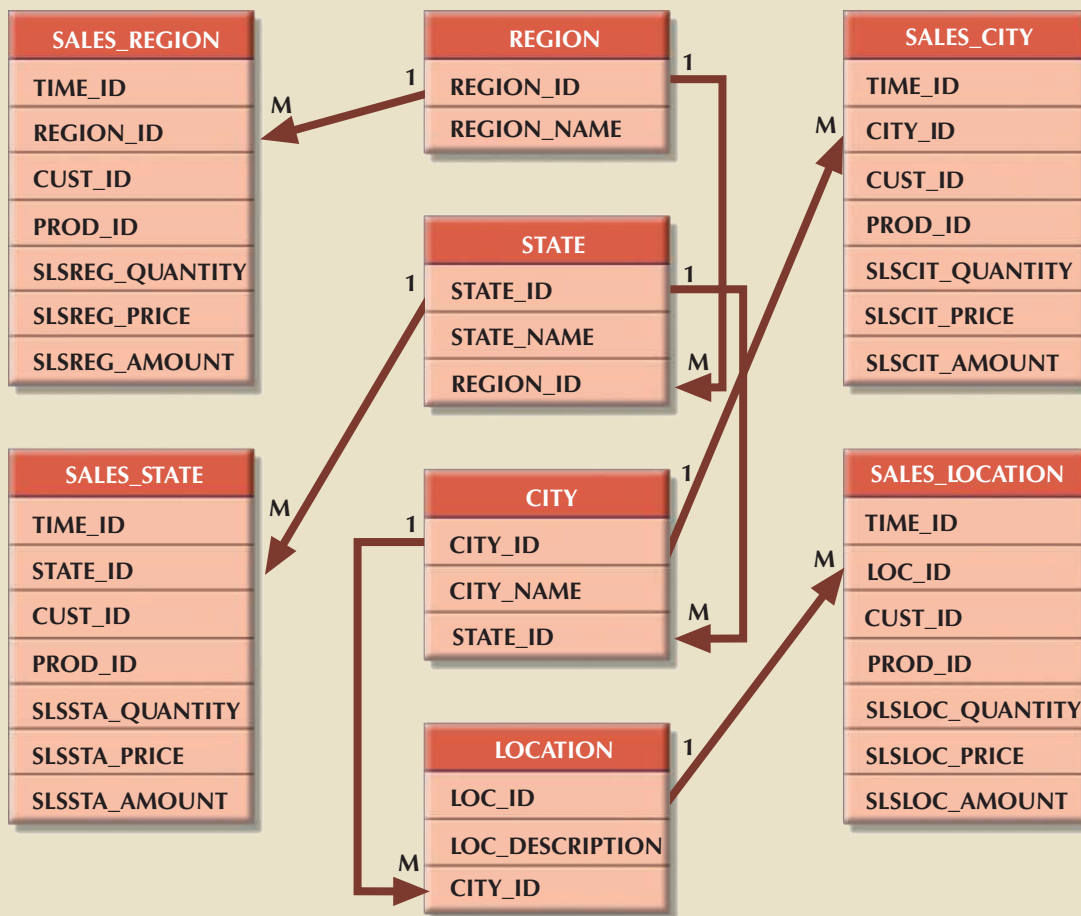 SALES_REGION
TIME_ID
REGION_ID
CUST_ID
PROD_ID
SLSREG_QUANTITY
SLSREG_PRICE
SLSREG_AMOUNT
1
M
REGION
REGION_ID
REGION_NAME
1
M
STATE
STATE_ID
STATE_NAME
REGION_ID
1
M
1
M
SALES_CITY
TIME_ID
CITY_ID
CUST_ID
PROD_ID
SLSCIT_QUANTITY
SLSCIT_PRICE
SLSCIT_AMOUNT
M
1
SALES_STATE
TIME_ID
STATE_ID
CUST_ID
PROD_ID
SLSSTA_QUANTITY
SLSSTA_PRICE
SLSSTA_AMOUNT
CITY
CITY_ID
CITY_NAME
STATE_ID
1
M
LOCATION
LOC_ID
LOC_DESCRIPTION
CITY_ID
1
M
SALES_LOCATION
TIME_ID
LOC_ID
CUST_ID
PROD_ID
SLSLOC_QUANTITY
SLSLOC_PRICE
SLSLOC_AMOUNT